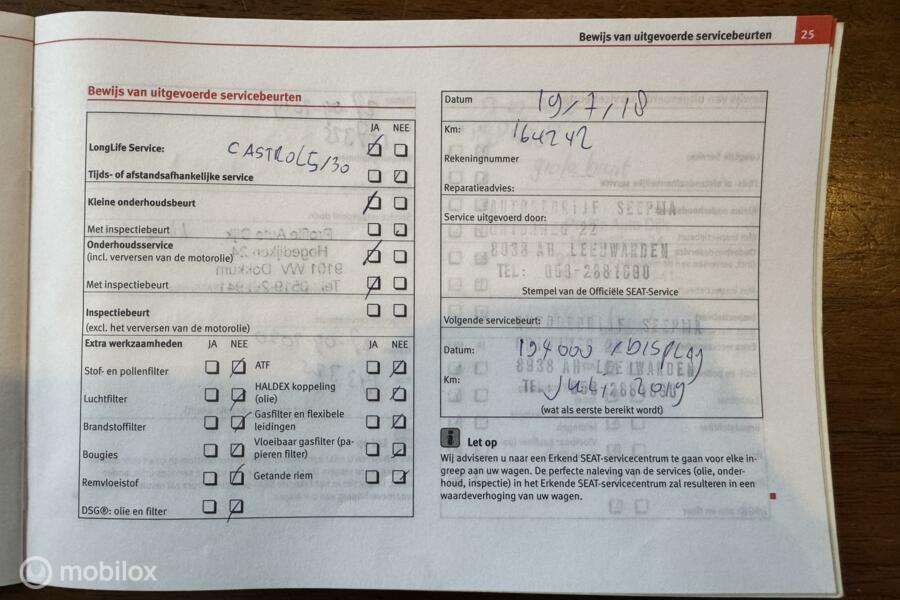 Bewijs van uitgevoerde servicebeurten 25
Bewijs van uitgevoerde servicebeurten
JA NEE
LongLife Service: CASTROL 5/30
Tijds- of afstandsafhankelijke service
Kleine onderhoudsbeurt
Met inspectiebeurt
Onderhoudsservice
(incl. verversen van de motorolie)
Met inspectiebeurt
Inspectiebeurt
(excl. het verversen van de motorolie)
Extra werkzaamheden JA NEE JA NEE
Stof- en pollenfilter
Luchtfilter
Brandstoffilter
Bougies
Remvloeistof
DSG®: olie en filter
ATF
HALDEX koppeling
(olie)
Gasfilter en flexibele
leidingen
Vloeibaar gasfilter (pa-
pieren filter)
Getande riem
Datum 19/7/18
Km: 164242
Rekeningnummer
Reparatieadvies:
AUTOBEDRIJF SEEPMA
Service uitgevoerd door:
8938 AH LEEUWARDEN
TEL: 058-2881690
Stempel van de Officiële SEAT-Service
Volgende servicebeurt:
Datum: 194000 / DISPLAY
Km: Juli 2019
(wat als eerste bereikt wordt)
i Let op
Wij adviseren u naar een Erkend SEAT-servicecentrum te gaan voor elke in-
greep aan uw wagen. De perfecte naleving van de services (olie, onder-
houd, inspectie) in het Erkende SEAT-servicecentrum zal resulteren in een
waardeverhoging van uw wagen.
mobilox